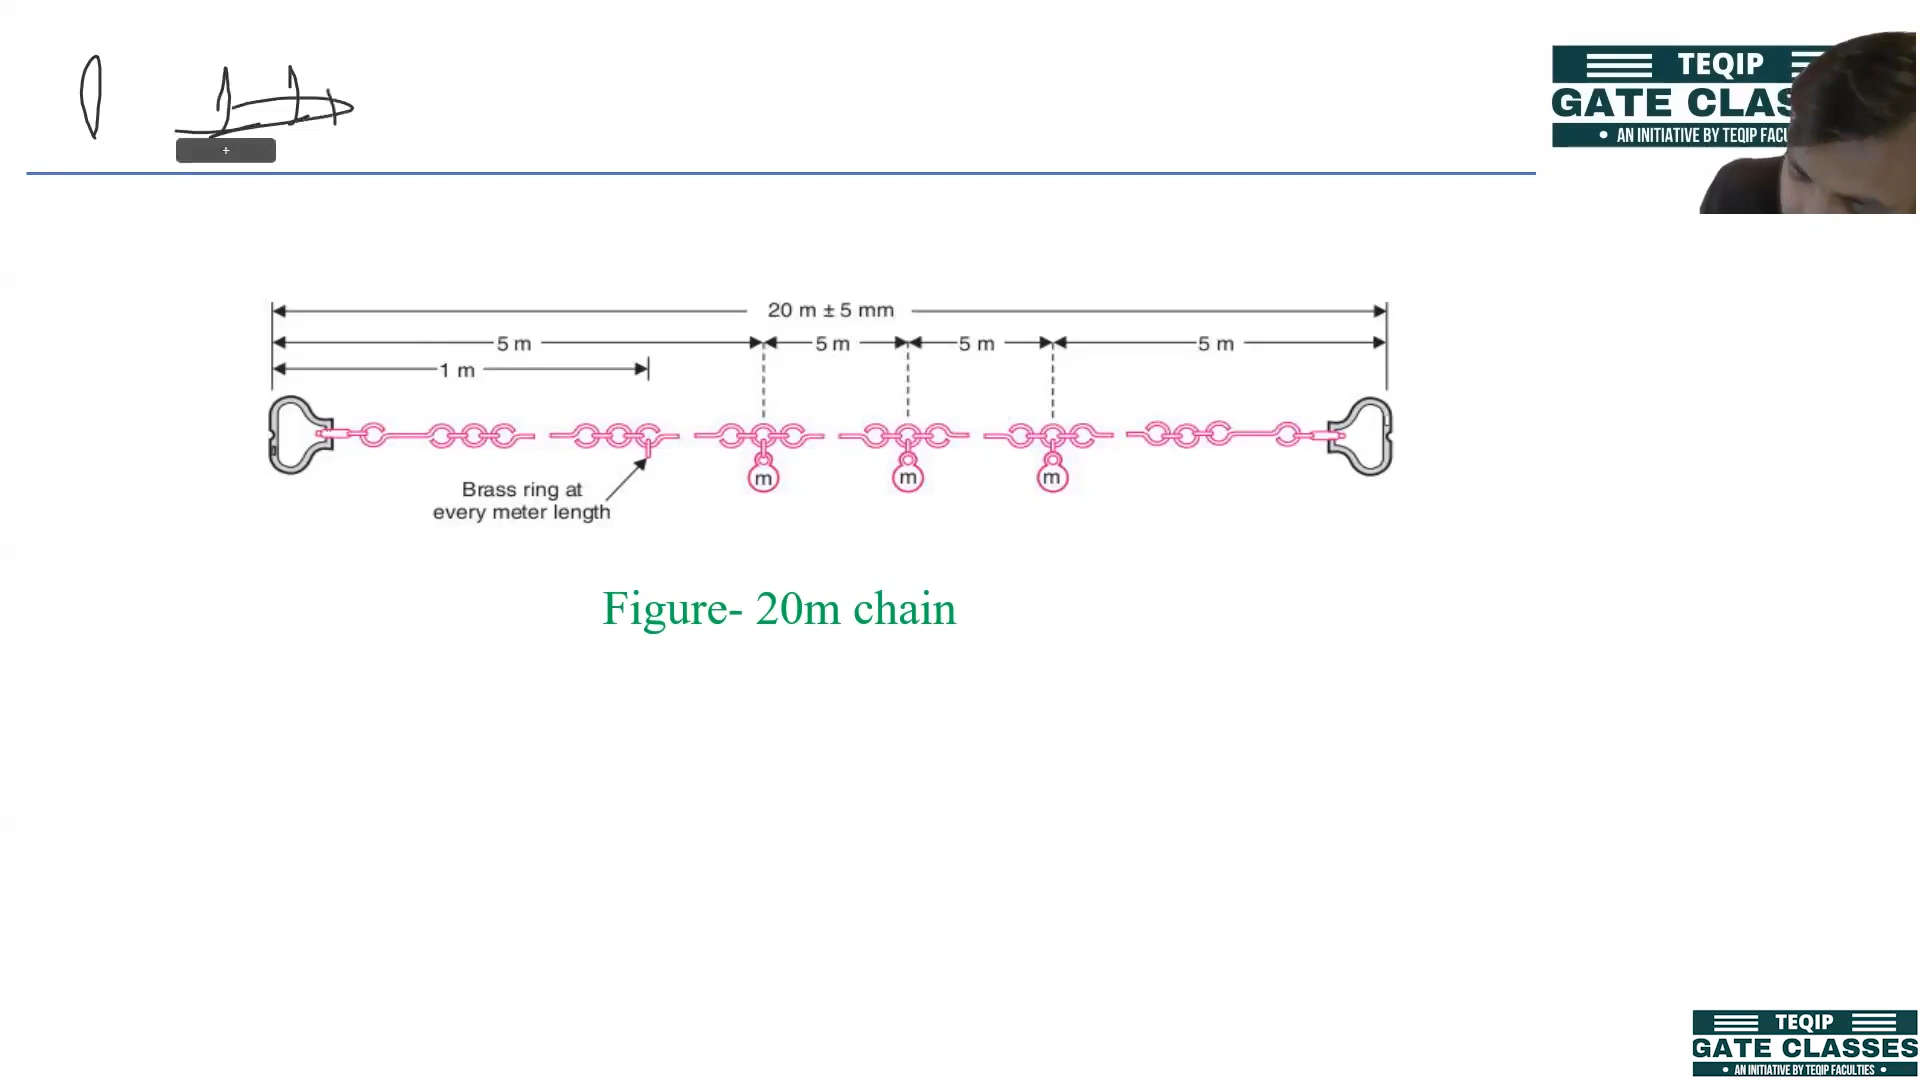 TEQIP
GATE CLAS
• AN INITIATIVE BY TEQIP FACU
+
20 m ± 5 mm
5 m 5 m 5 m 5 m
1 m
m m m
Brass ring at
every meter length
Figure- 20m chain
TEQIP
GATE CLASSES
• AN INITIATIVE BY TEQIP FACULTIES •